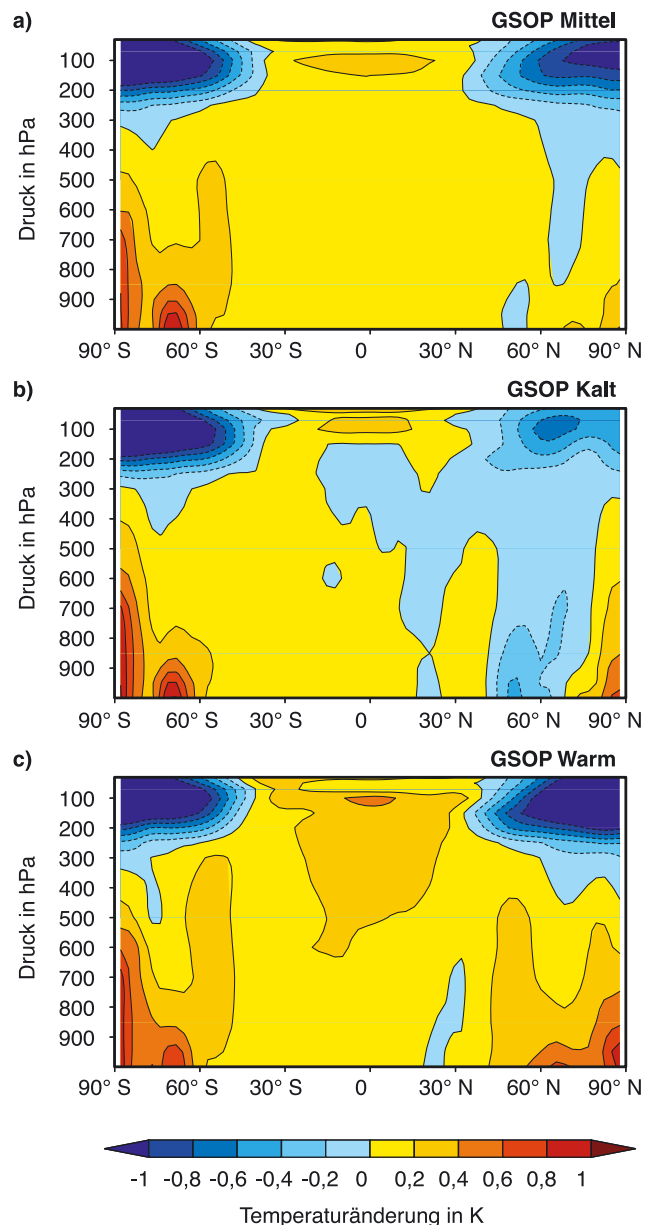 a) GSOP Mittel
100
200
300
400
500
600
700
800
900
Druck in hPa
90° S 60° S 30° S 0 30° N 60° N 90° N
b) GSOP Kalt
100
200
300
400
500
600
700
800
900
Druck in hPa
90° S 60° S 30° S 0 30° N 60° N 90° N
c) GSOP Warm
100
200
300
400
500
600
700
800
900
Druck in hPa
90° S 60° S 30° S 0 30° N 60° N 90° N
-1 -0,8 -0,6 -0,4 -0,2 0 0,2 0,4 0,6 0,8 1
Temperaturänderung in K